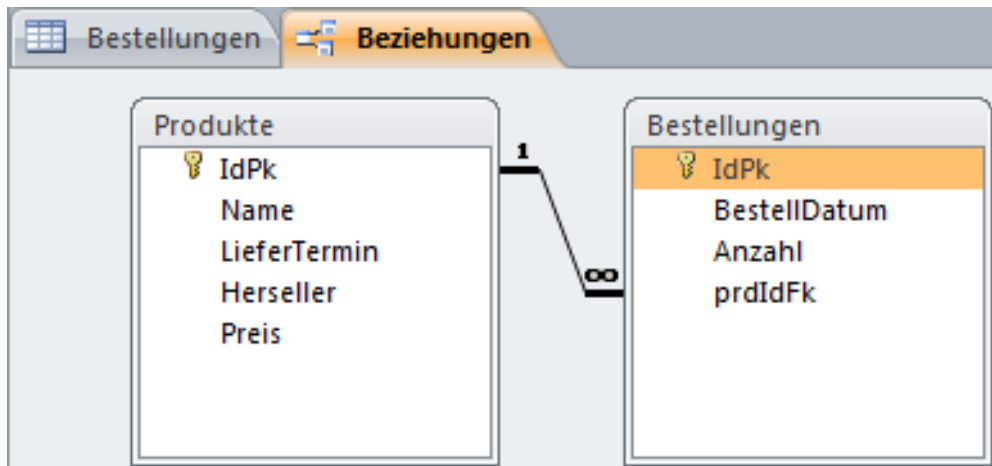 Bestellungen
Beziehungen
Produkte
IdPk
Name
LieferTermin
Herseller
Preis
1
∞
Bestellungen
IdPk
BestellDatum
Anzahl
prdIdFk